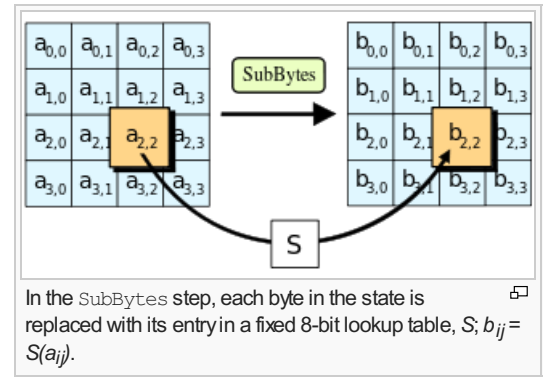 a0,0 a0,1 a0,2 a0,3 b0,0 b0,1 b0,2 b0,3
SubBytes
a1,0 a1,1 a1,2 a1,3 b1,0 b1,1 b1,2 b1,3
a2,0 a2,1 a2,2 a2,3 b2,0 b2,1 b2,2 b2,3
a3,0 a3,1 a3,2 a3,3 b3,0 b3,1 b3,2 b3,3
S
In the SubBytes step, each byte in the state is
replaced with its entry in a fixed 8-bit lookup table, S; bij =
S(aij).